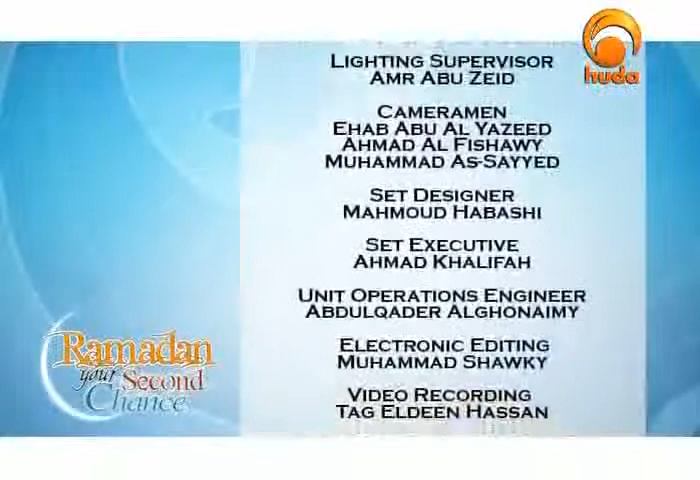 huda
LIGHTING SUPERVISOR
AMR ABU ZEID
CAMERAMEN
EHAB ABU AL YAZEED
AHMAD AL FISHAWY
MUHAMMAD AS-SAYYED
SET DESIGNER
MAHMOUD HABASHI
SET EXECUTIVE
AHMAD KHALIFAH
UNIT OPERATIONS ENGINEER
ABDULQADER ALGHONAIMY
ELECTRONIC EDITING
MUHAMMAD SHAWKY
VIDEO RECORDING
TAG ELDEEN HASSAN
Ramadan
your Second
Chance